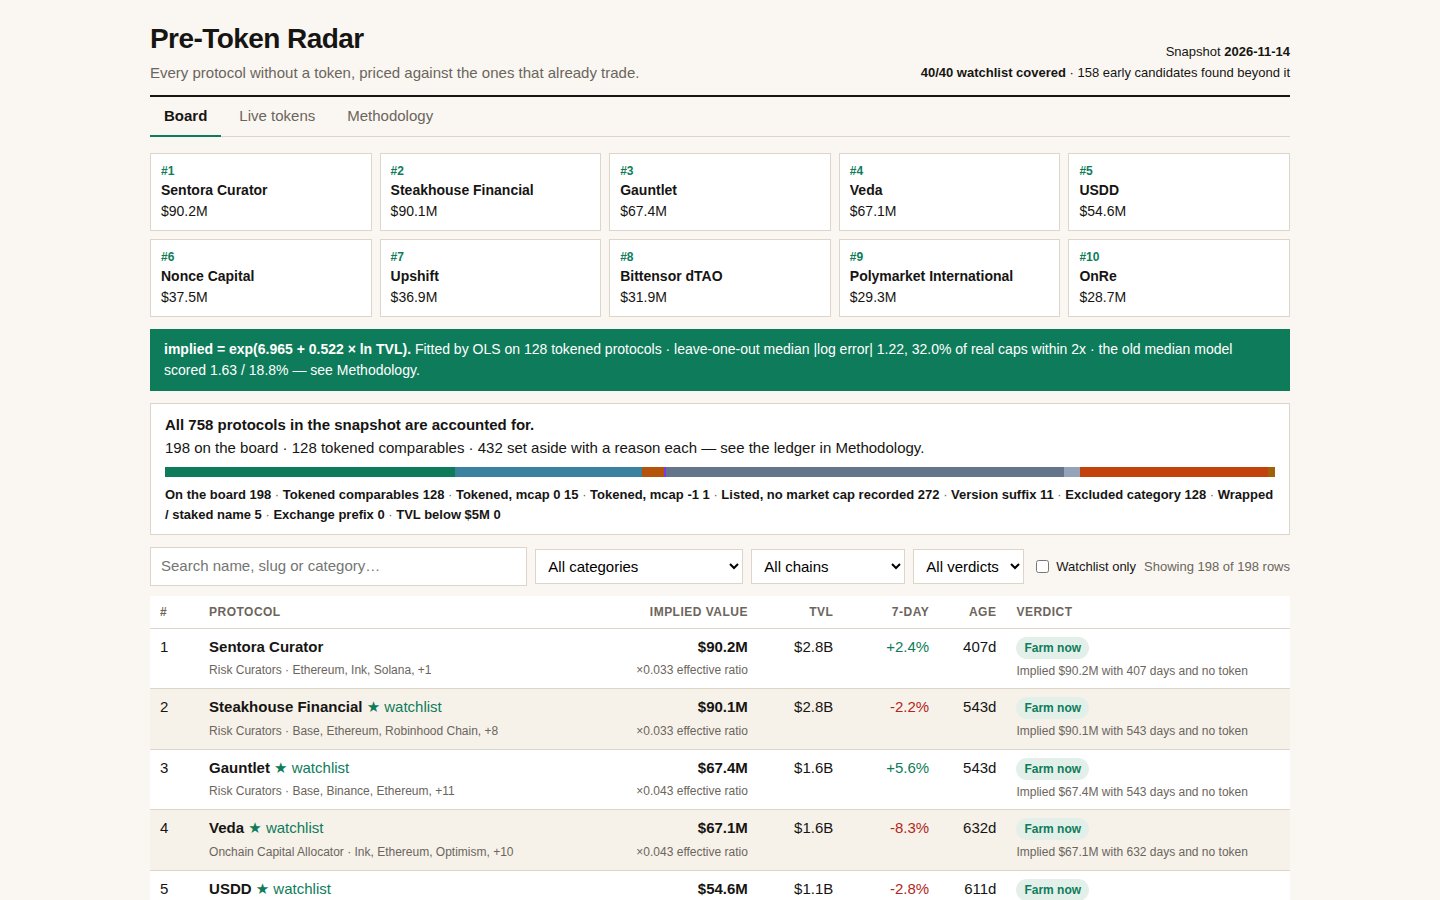 Pre-Token Radar
Every protocol without a token, priced against the ones that already trade.
Snapshot 2026-11-14
40/40 watchlist covered · 158 early candidates found beyond it
Board Live tokens Methodology
#1 #2 #3 #4 #5
Sentora Curator Steakhouse Financial Gauntlet Veda USDD
$90.2M $90.1M $67.4M $67.1M $54.6M
#6 #7 #8 #9 #10
Nonce Capital Upshift Bittensor dTAO Polymarket International OnRe
$37.5M $36.9M $31.9M $29.3M $28.7M
implied = exp(6.965 + 0.522 × ln TVL). Fitted by OLS on 128 tokened protocols · leave-one-out median |log error| 1.22, 32.0% of real caps within 2x · the old median model
scored 1.63 / 18.8% — see Methodology.
All 758 protocols in the snapshot are accounted for.
198 on the board · 128 tokened comparables · 432 set aside with a reason each — see the ledger in Methodology.
On the board 198 · Tokened comparables 128 · Tokened, mcap 0 15 · Tokened, mcap -1 1 · Listed, no market cap recorded 272 · Version suffix 11 · Excluded category 128 · Wrapped
/ staked name 5 · Exchange prefix 0 · TVL below $5M 0
Search name, slug or category… All categories All chains All verdicts Watchlist only Showing 198 of 198 rows
# PROTOCOL IMPLIED VALUE TVL 7-DAY AGE VERDICT
1 Sentora Curator $90.2M $2.8B +2.4% 407d Farm now
Risk Curators · Ethereum, Ink, Solana, +1 ×0.033 effective ratio Implied $90.2M with 407 days and no token
2 Steakhouse Financial ★ watchlist $90.1M $2.8B -2.2% 543d Farm now
Risk Curators · Base, Ethereum, Robinhood Chain, +8 ×0.033 effective ratio Implied $90.1M with 543 days and no token
3 Gauntlet ★ watchlist $67.4M $1.6B +5.6% 543d Farm now
Risk Curators · Base, Binance, Ethereum, +11 ×0.043 effective ratio Implied $67.4M with 543 days and no token
4 Veda ★ watchlist $67.1M $1.6B -8.3% 632d Farm now
Onchain Capital Allocator · Ink, Ethereum, Optimism, +10 ×0.043 effective ratio Implied $67.1M with 632 days and no token
5 USDD ★ watchlist $54.6M $1.1B -2.8% 611d Farm now